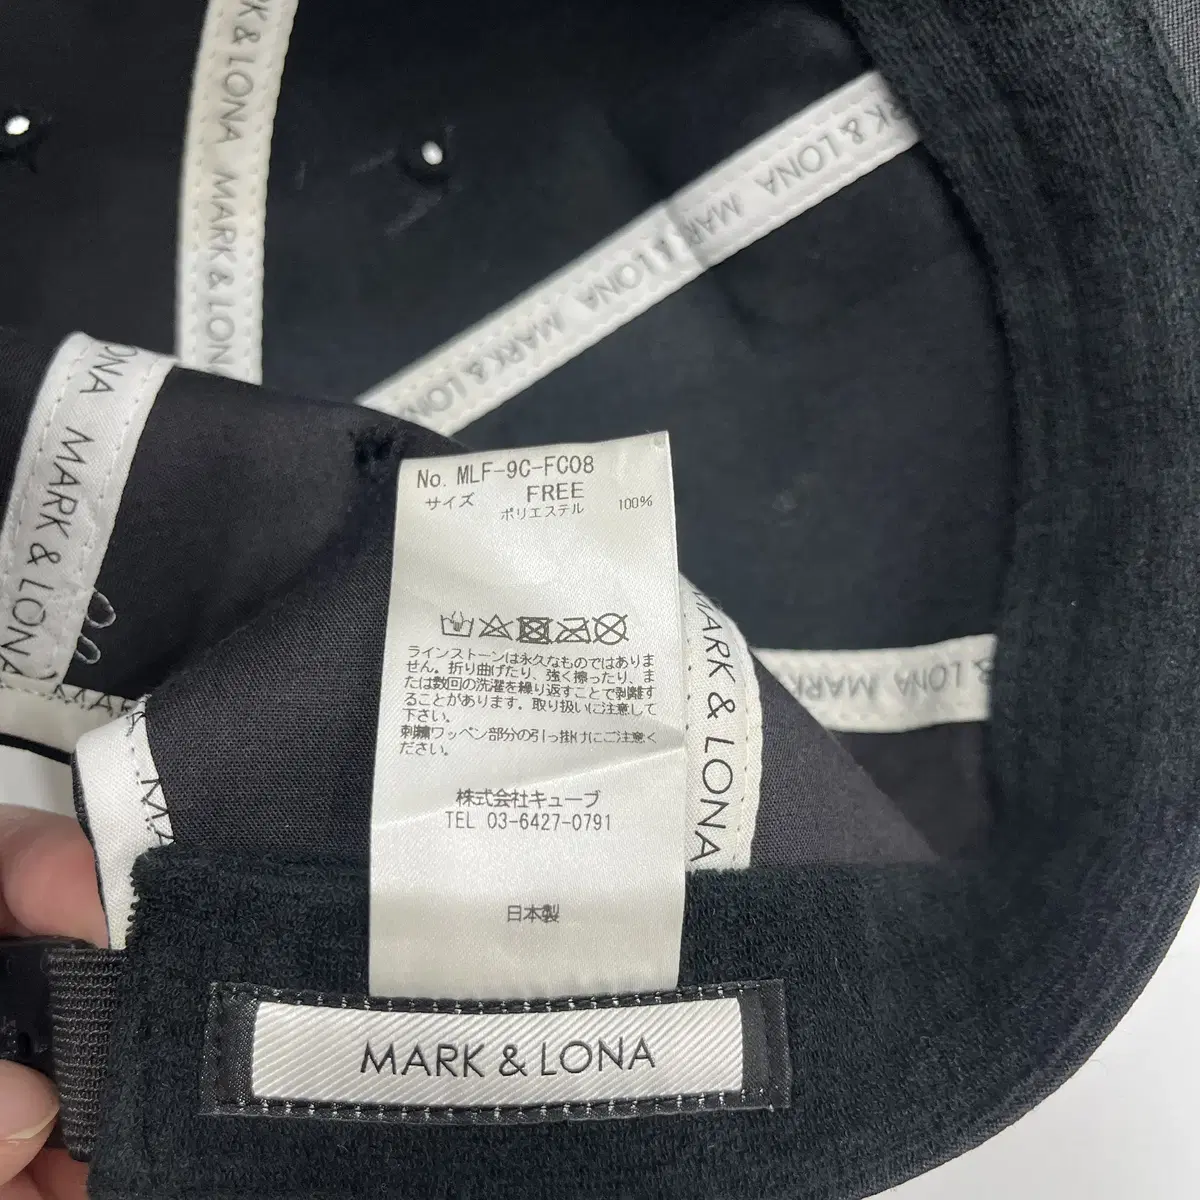 K & LONA MARK & LON
MARK & LONA MARK & LONA
ONA MARK & LONA
No. MLF-9C-FC08
サイズ FREE
ポリエステル 100%
ラインストーンは永久なものではありま
せん。折り曲げたり、強く擦ったり、ま
たは数回の洗濯を繰り返すことで剥離す
ることがあります。取り扱いに注意して
下さい。
刺繍ワッペン部分の引っ掛けにご注意く
ださい。
株式会社キューブ
TEL 03-6427-0791
日本製
MARK & LONA
MARK & LONA
MARK & LONA